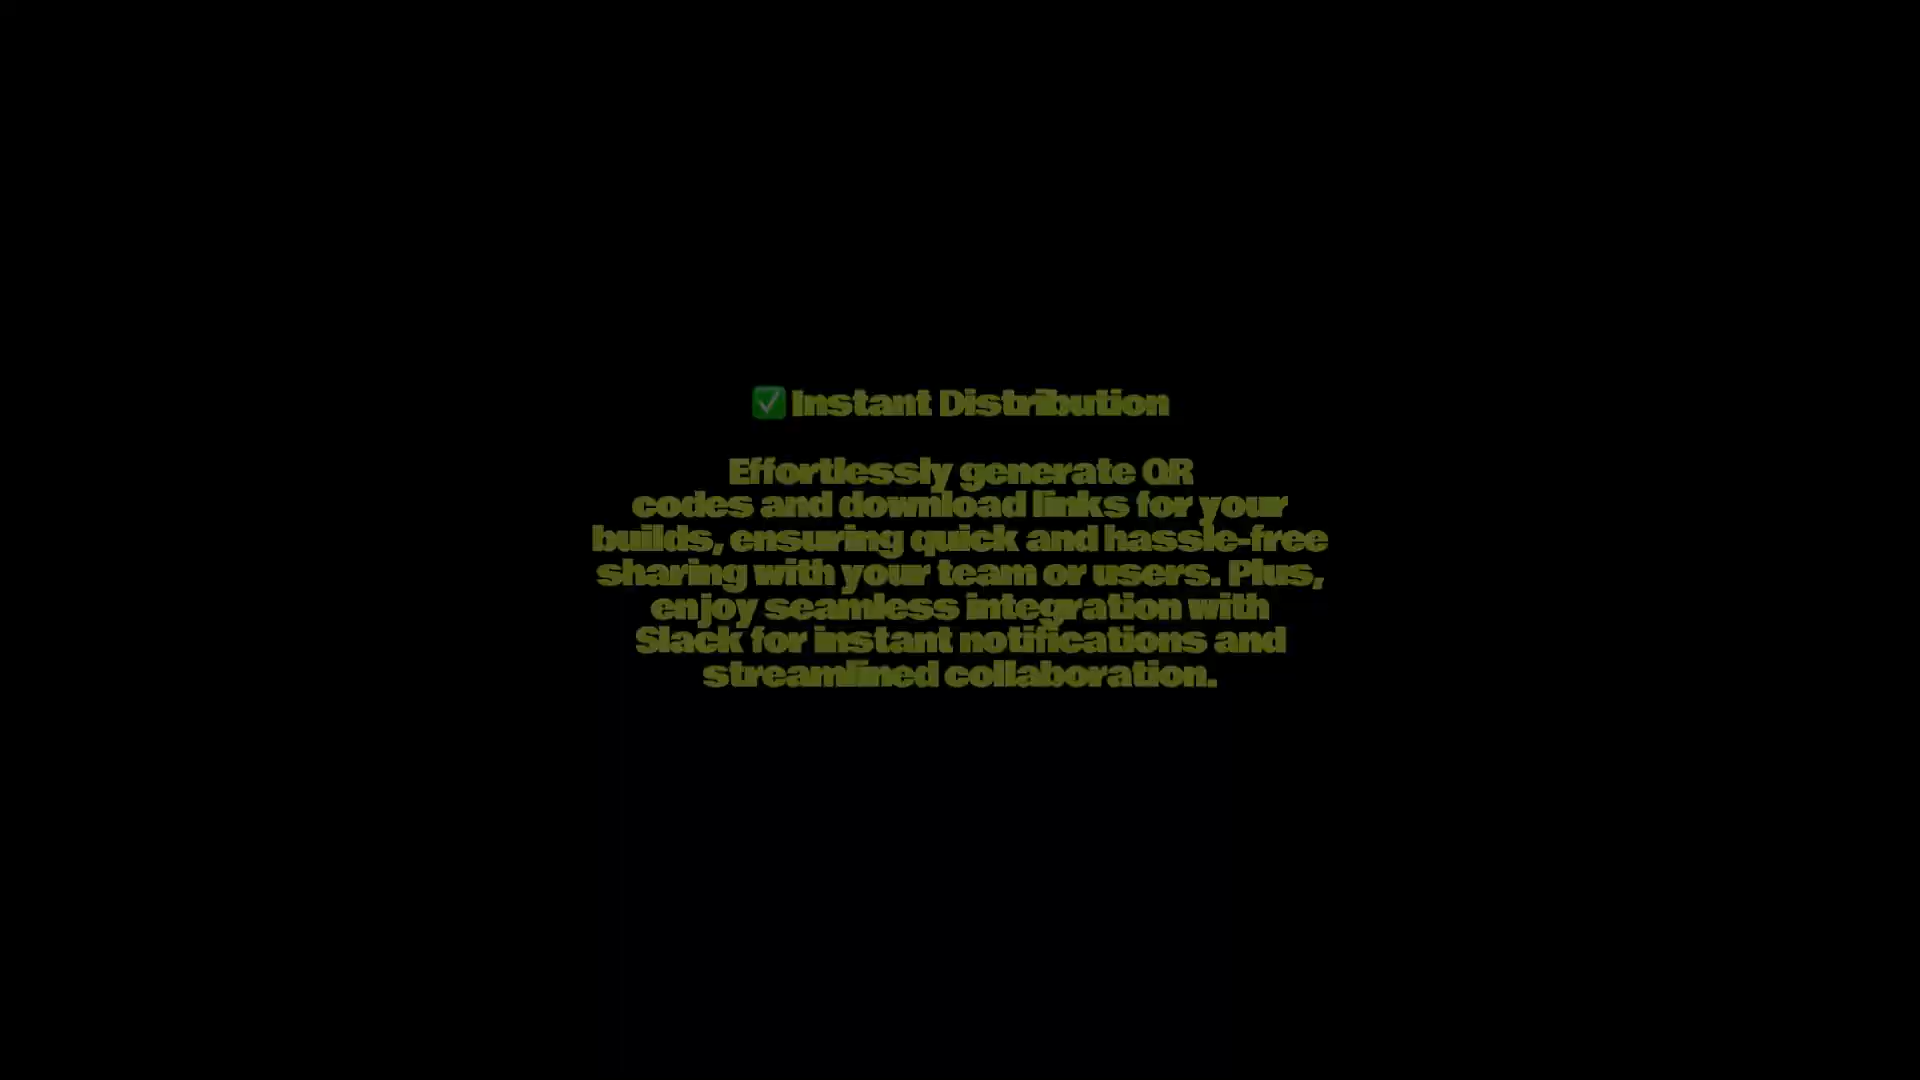 ✅ Instant Distribution
Effortlessly generate QR
codes and download links for your
builds, ensuring quick and hassle-free
sharing with your team or users. Plus,
enjoy seamless integration with
Slack for instant notifications and
streamlined collaboration.